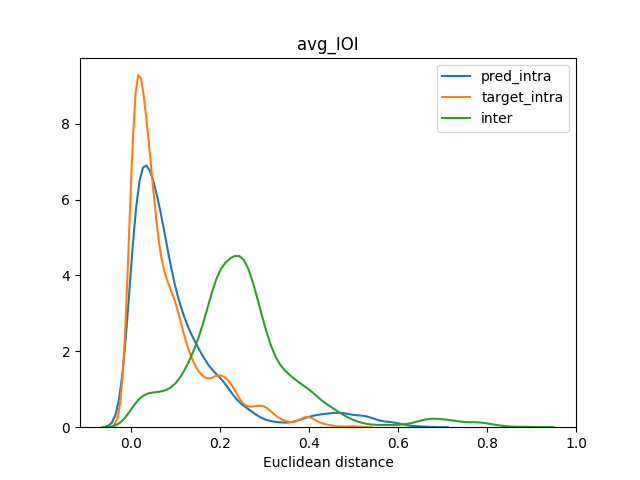 avg_IOI
pred_intra
target_intra
inter
8
6
4
2
0
0.0 0.2 0.4 0.6 0.8 1.0
Euclidean distance